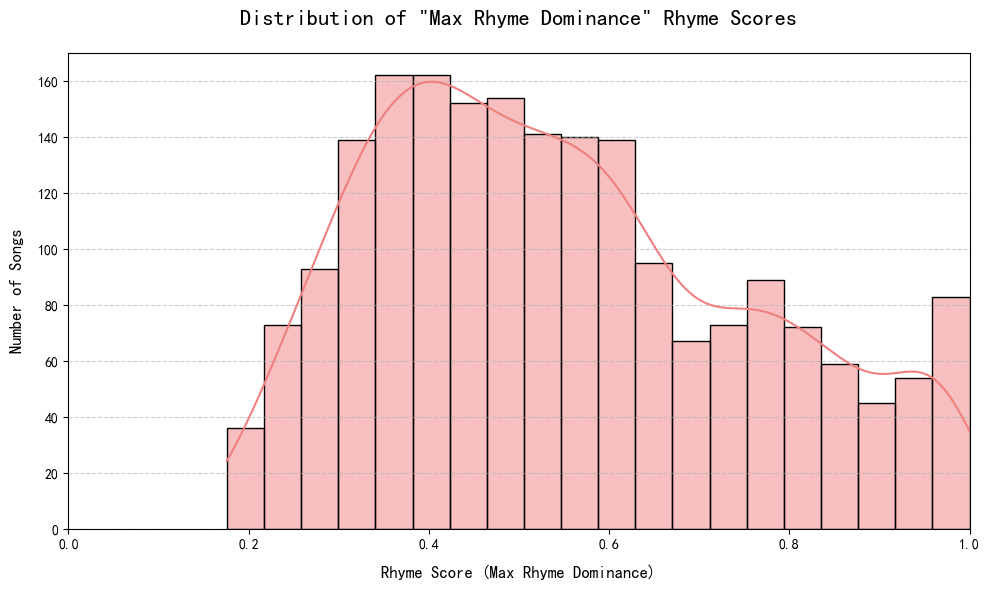 Distribution of "Max Rhyme Dominance" Rhyme Scores
Number of Songs
160
140
120
100
80
60
40
20
0
0.0 0.2 0.4 0.6 0.8 1.0
Rhyme Score (Max Rhyme Dominance)